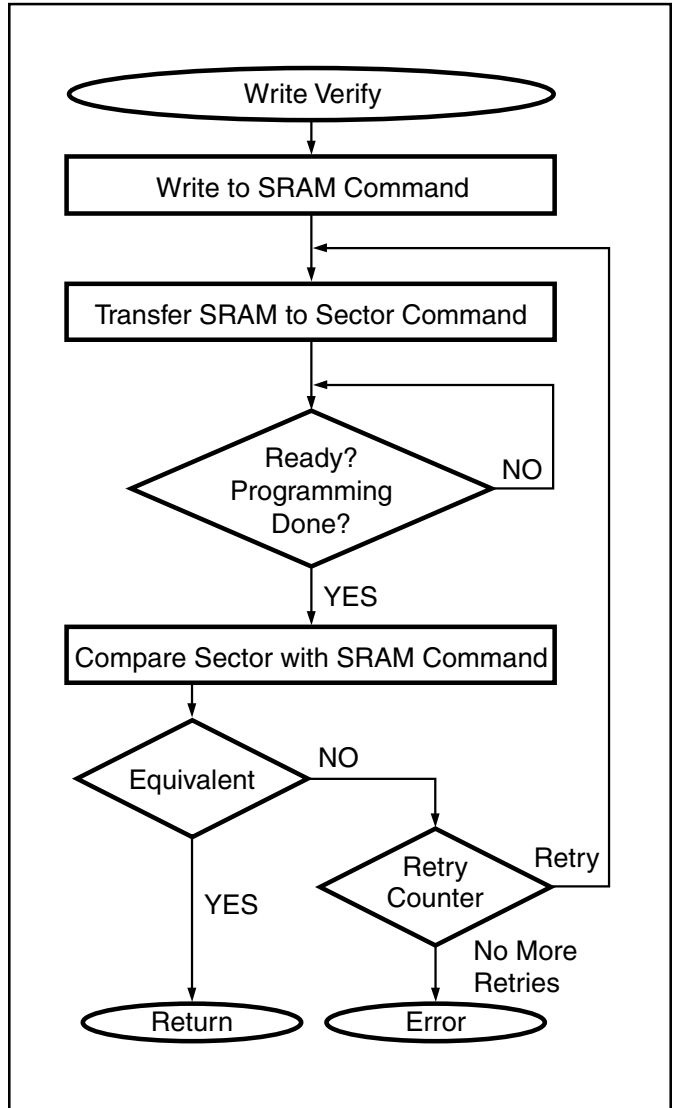 Write Verify
Write to SRAM Command
Transfer SRAM to Sector Command
Ready?
Programming
Done?
NO
YES
Compare Sector with SRAM Command
Equivalent
NO
Retry
Counter
Retry
YES
No More
Retries
Return
Error